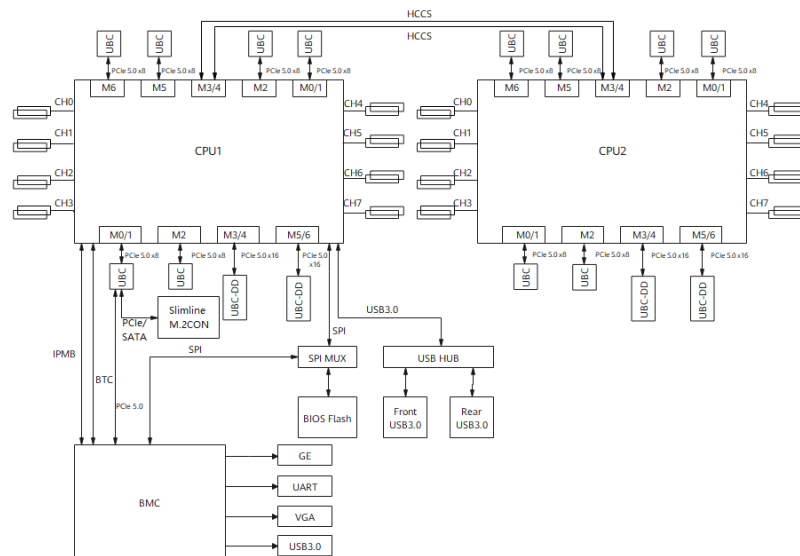 HCCS
HCCS
UBC
UBC
UBC
UBC
UBC
UBC
UBC
UBC
PCIe 5.0 x8
PCIe 5.0 x8
PCIe 5.0 x8
PCIe 5.0 x8
PCIe 5.0 x8
PCIe 5.0 x8
PCIe 5.0 x8
PCIe 5.0 x8
M6
M5
M3/4
M2
M0/1
M6
M5
M3/4
M2
M0/1
CH0
CH1
CH2
CH3
CPU1
CH4
CH5
CH6
CH7
CH0
CH1
CH2
CH3
CPU2
CH4
CH5
CH6
CH7
M0/1
M2
M3/4
M5/6
M0/1
M2
M3/4
M5/6
PCIe 5.0 x8
PCIe 5.0 x8
PCIe 5.0 x16
PCIe 5.0
x16
PCIe 5.0 x8
PCIe 5.0 x8
PCIe 5.0 x16
PCIe 5.0 x16
UBC
UBC
UBC-DD
UBC-DD
UBC
UBC
UBC-DD
UBC-DD
Slimline
M.2CON
PCIe/
SATA
USB3.0
SPI
SPI
IPMB
BTC
PCIe 5.0
SPI MUX
USB HUB
BIOS Flash
Front
USB3.0
Rear
USB3.0
BMC
GE
UART
VGA
USB3.0